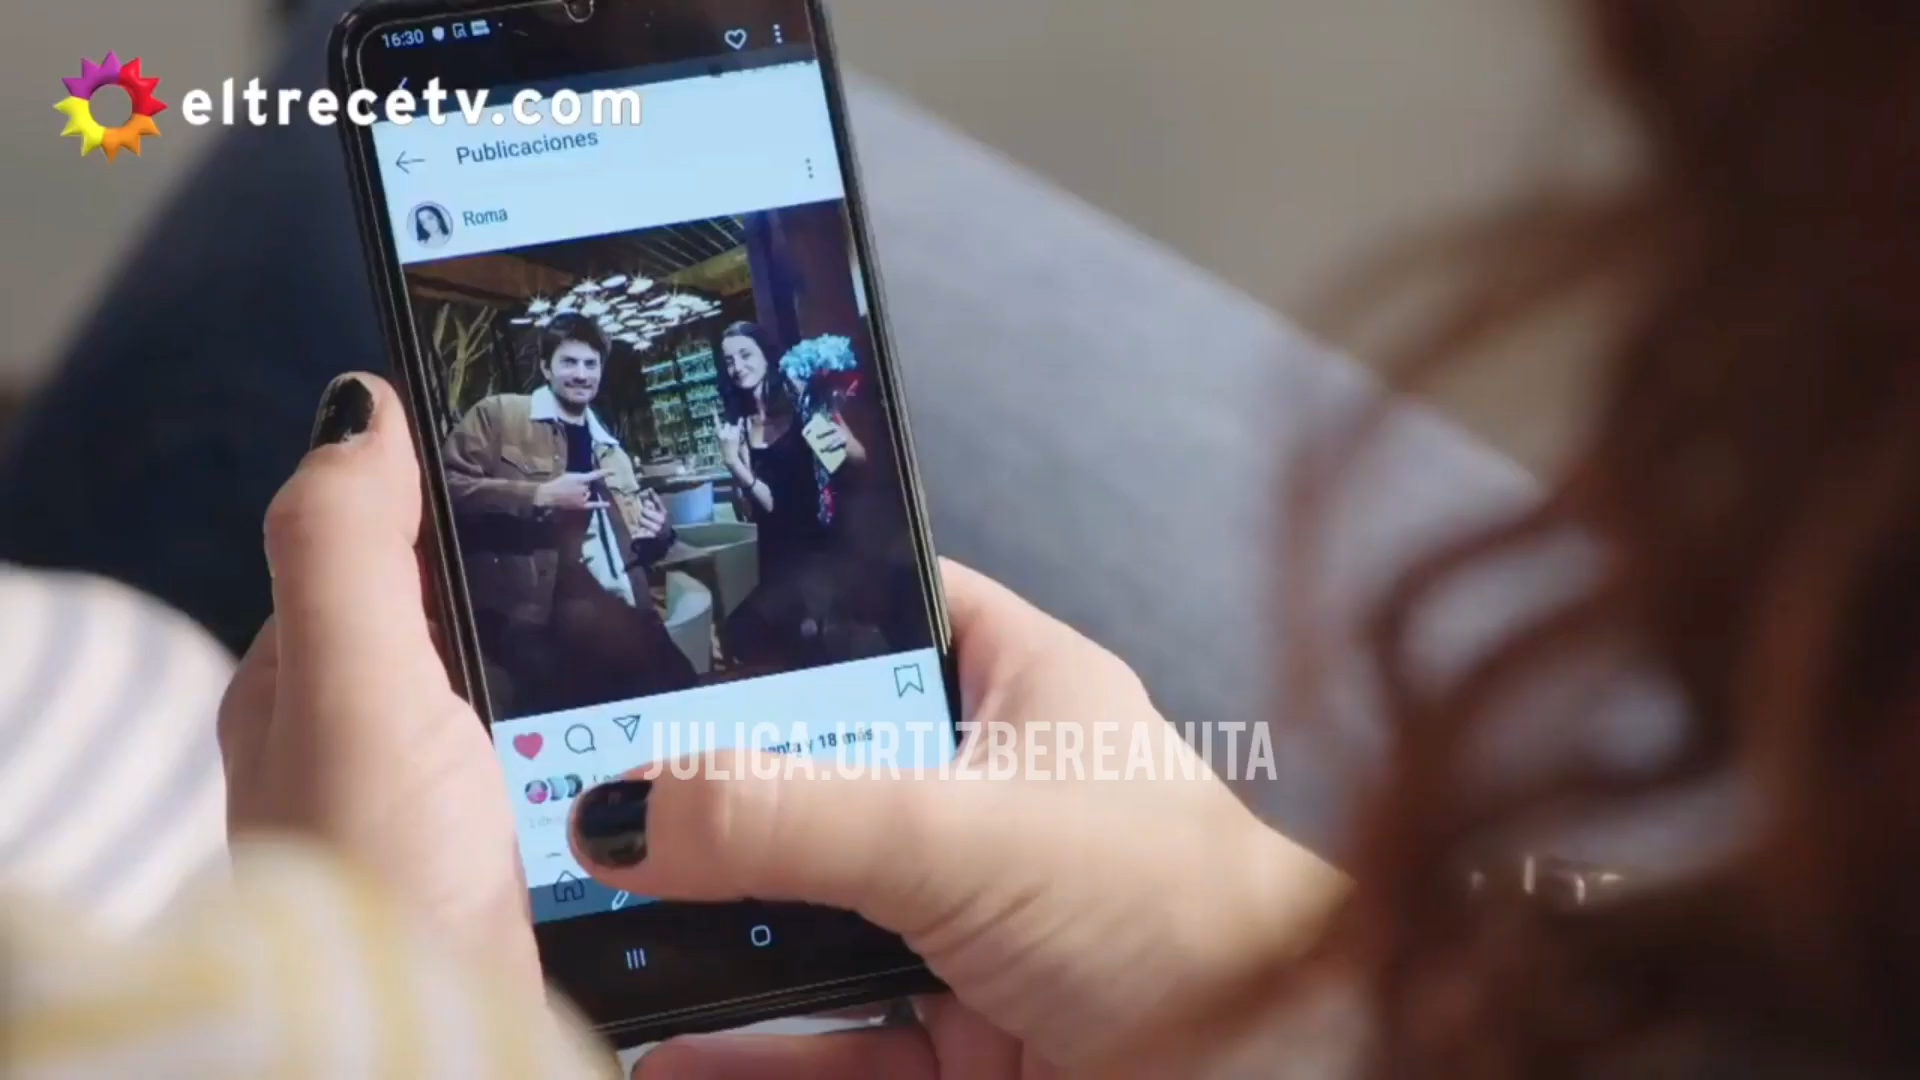 16:30
eltrecetv.com
Publicaciones
Roma
y 18 más
JULICA.URTIZBEREANITA